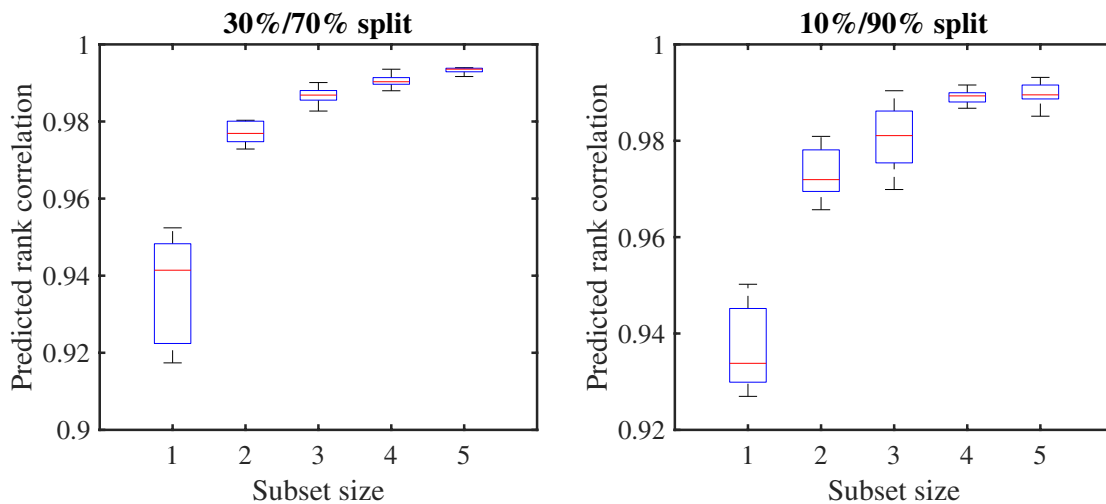 30%/70% split
Predicted rank correlation
1
0.98
0.96
0.94
0.92
0.9
1 2 3 4 5
Subset size
10%/90% split
Predicted rank correlation
1
0.98
0.96
0.94
0.92
1 2 3 4 5
Subset size